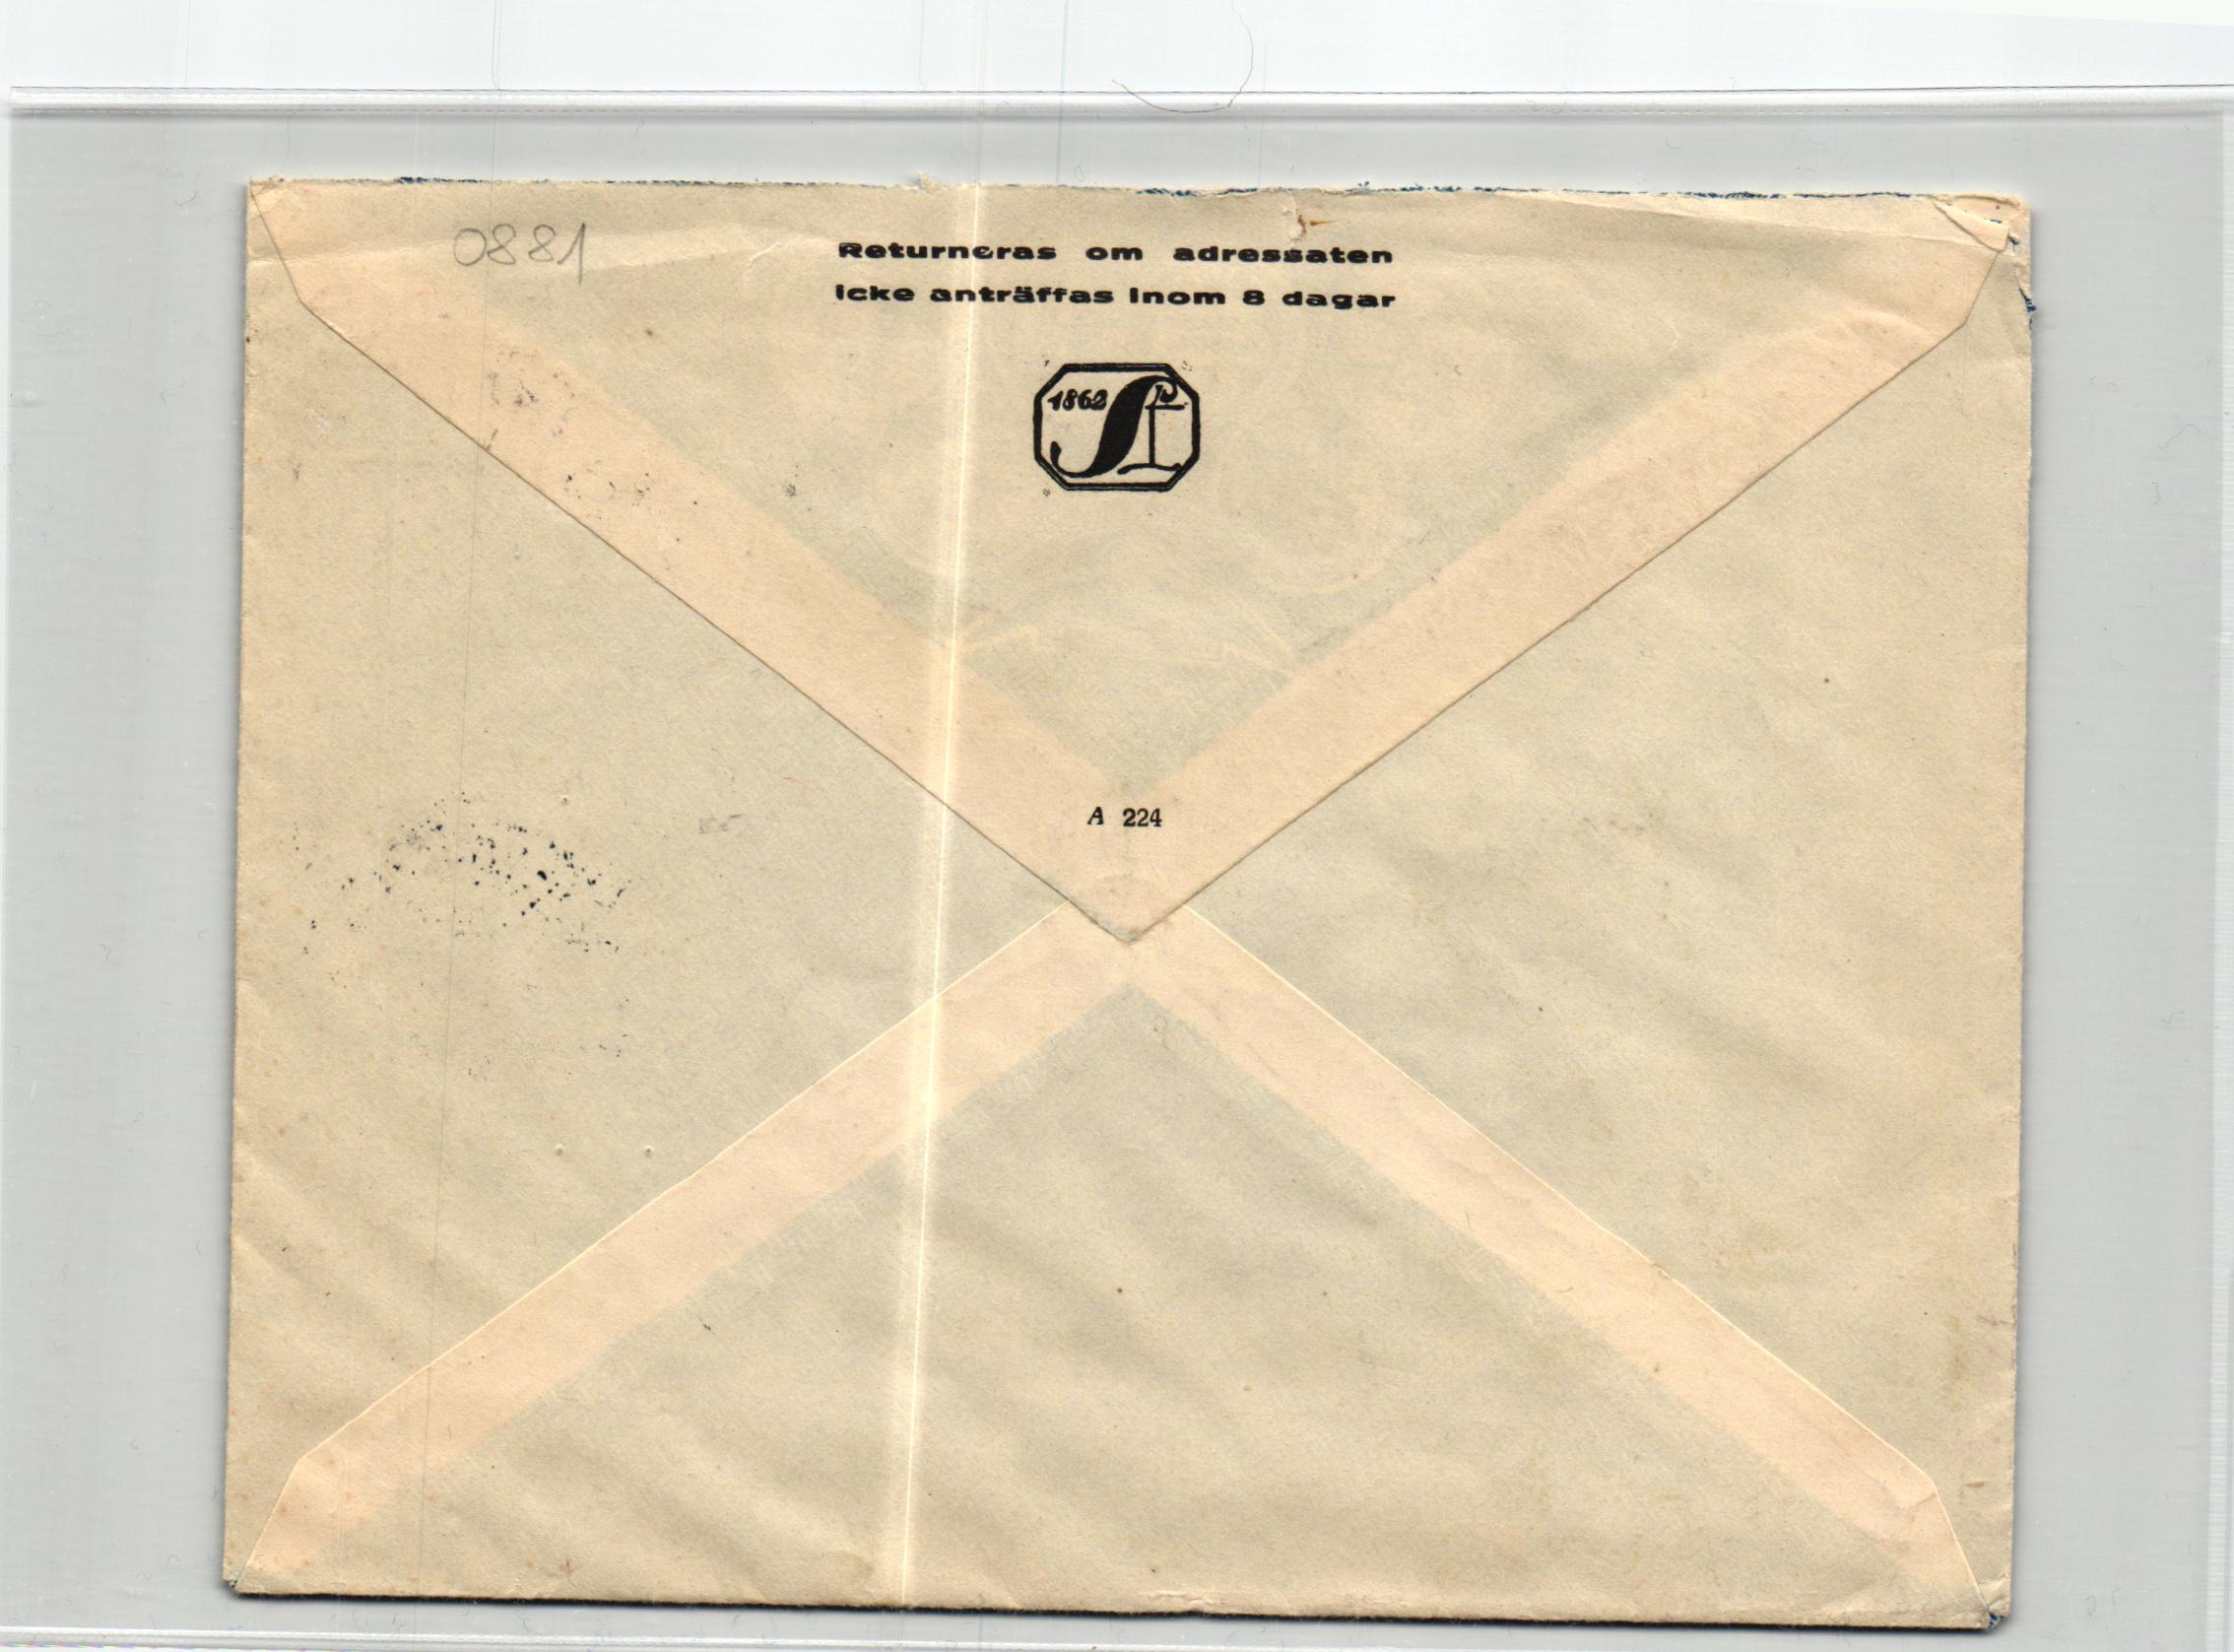 0881
Returneras om adressaten
icke anträffas inom 8 dagar
1862
A 224